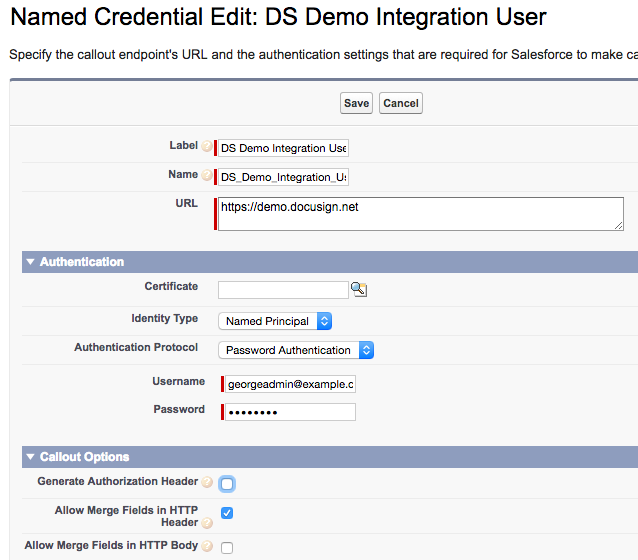 Named Credential Edit: DS Demo Integration User
Specify the callout endpoint's URL and the authentication settings that are required for Salesforce to make ca
Save Cancel
Label ? DS Demo Integration Use
Name ? DS_Demo_Integration_U
URL https://demo.docusign.net
Authentication
Certificate
Identity Type Named Principal
Authentication Protocol Password Authentication
Username georgeadmin@example.c
Password ••••••••
Callout Options
Generate Authorization Header ?
Allow Merge Fields in HTTP
Header ?
Allow Merge Fields in HTTP Body ?